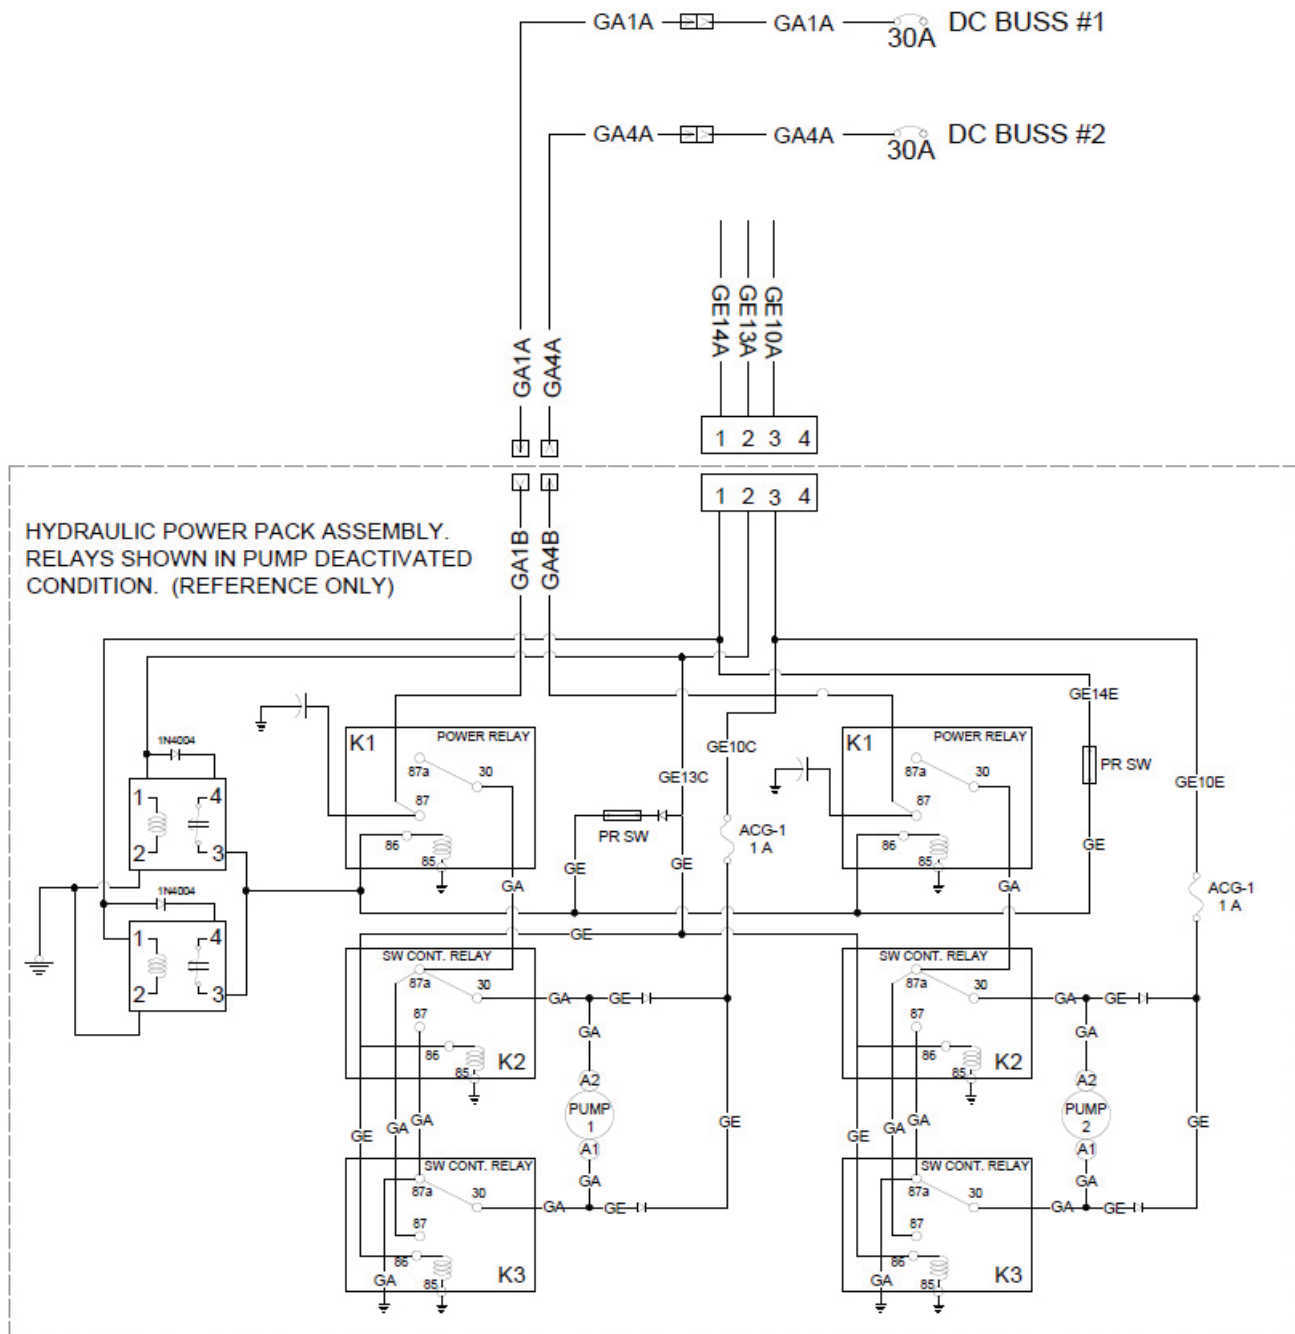 GA1A GA1A 30A DC BUSS #1
GA4A GA4A 30A DC BUSS #2
GA1A GA4A GE14A GE13A GE10A
1 2 3 4
1 2 3 4
HYDRAULIC POWER PACK ASSEMBLY.
RELAYS SHOWN IN PUMP DEACTIVATED
CONDITION. (REFERENCE ONLY)
GA1B GA4B
GE14E
K1 POWER RELAY
87a 30
87
86
85
K1 POWER RELAY
87a 30
87
86
85
1N4004
1 4
2 3
1N4004
1 4
2 3
GE13C
GE10C
PR SW
GE
GE
ACG-1
1 A
PR SW
GE
GE10E
ACG-1
1 A
GA
GA
GE
SW CONT. RELAY
87a 30
87
86
85
K2
GA GE
GA
A2
PUMP
1
A1
GA
GE
GA
GA
GE
SW CONT. RELAY
87a 30
87
86
85
K3
GA
GA GE
SW CONT. RELAY
87a 30
87
86
85
K2
GA GE
GA
A2
PUMP
2
A1
GA
GE
GA
GA
GE
SW CONT. RELAY
87a 30
87
86
85
K3
GA
GA GE